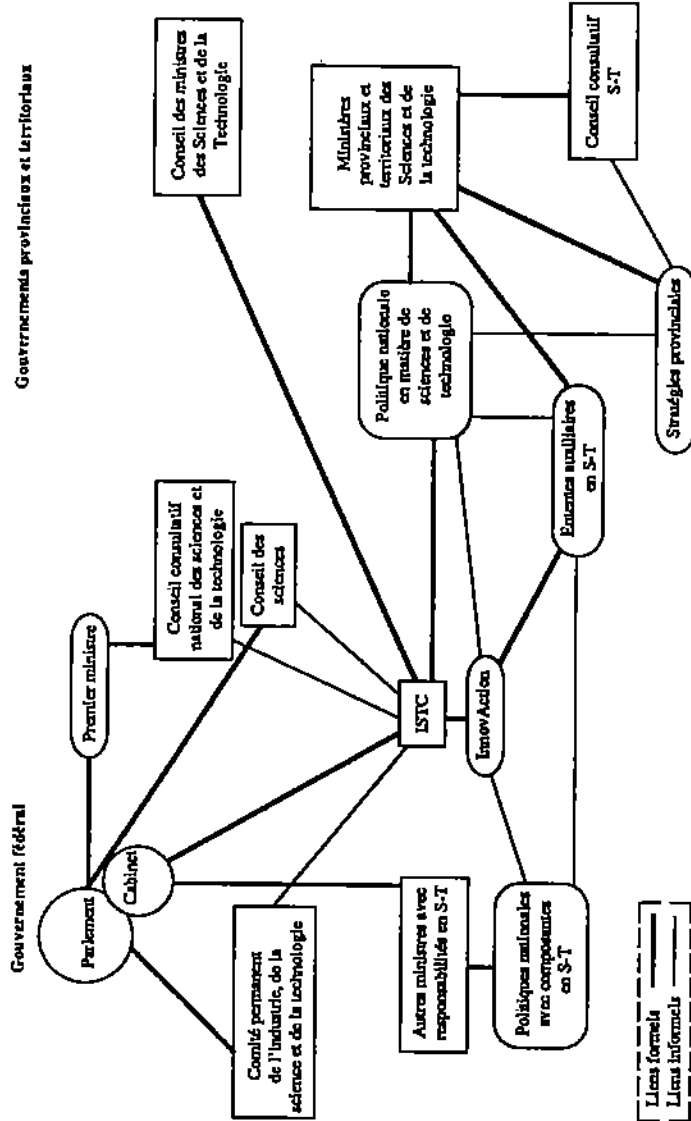 Gouvernement fédéral
Gouvernements provinciaux et territoriaux
Parlement
Cabinet
Premier ministre
Conseil consultatif
national des sciences et
de la technologie
Conseil des
sciences
Conseil des ministres
des Sciences et de la
Technologie
Comité permanent
de l'industrie, de la
science et de la technologie
Autres ministres avec
responsabilités en S-T
Politiques nationales
avec composantes
en S-T
ISTC
InnovAction
Politique nationale
en matière de
sciences et de
technologie
Ententes auxiliaires
en S-T
Ministères
provinciaux et
territoriaux des
Sciences et de
la technologie
Conseil consultatif
S-T
Stratégies provinciales
Liens formels
Liens informels